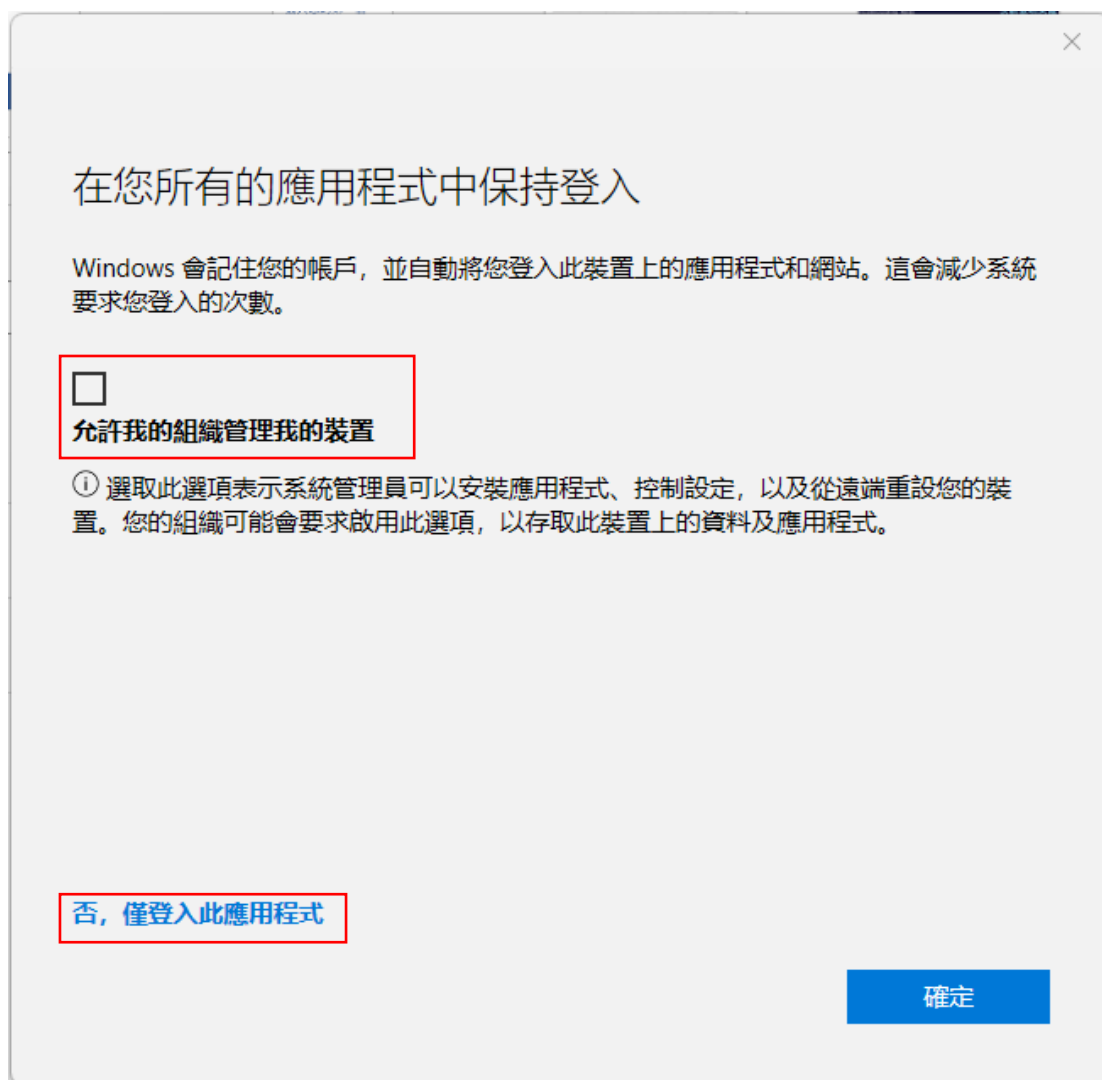 在您所有的應用程式中保持登入
Windows 會記住您的帳戶，並自動將您登入此裝置上的應用程式和網站。這會減少系統
要求您登入的次數。
允許我的組織管理我的裝置
ⓘ 選取此選項表示系統管理員可以安裝應用程式、控制設定，以及從遠端重設您的裝
置。您的組織可能會要求啟用此選項，以存取此裝置上的資料及應用程式。
否，僅登入此應用程式
確定